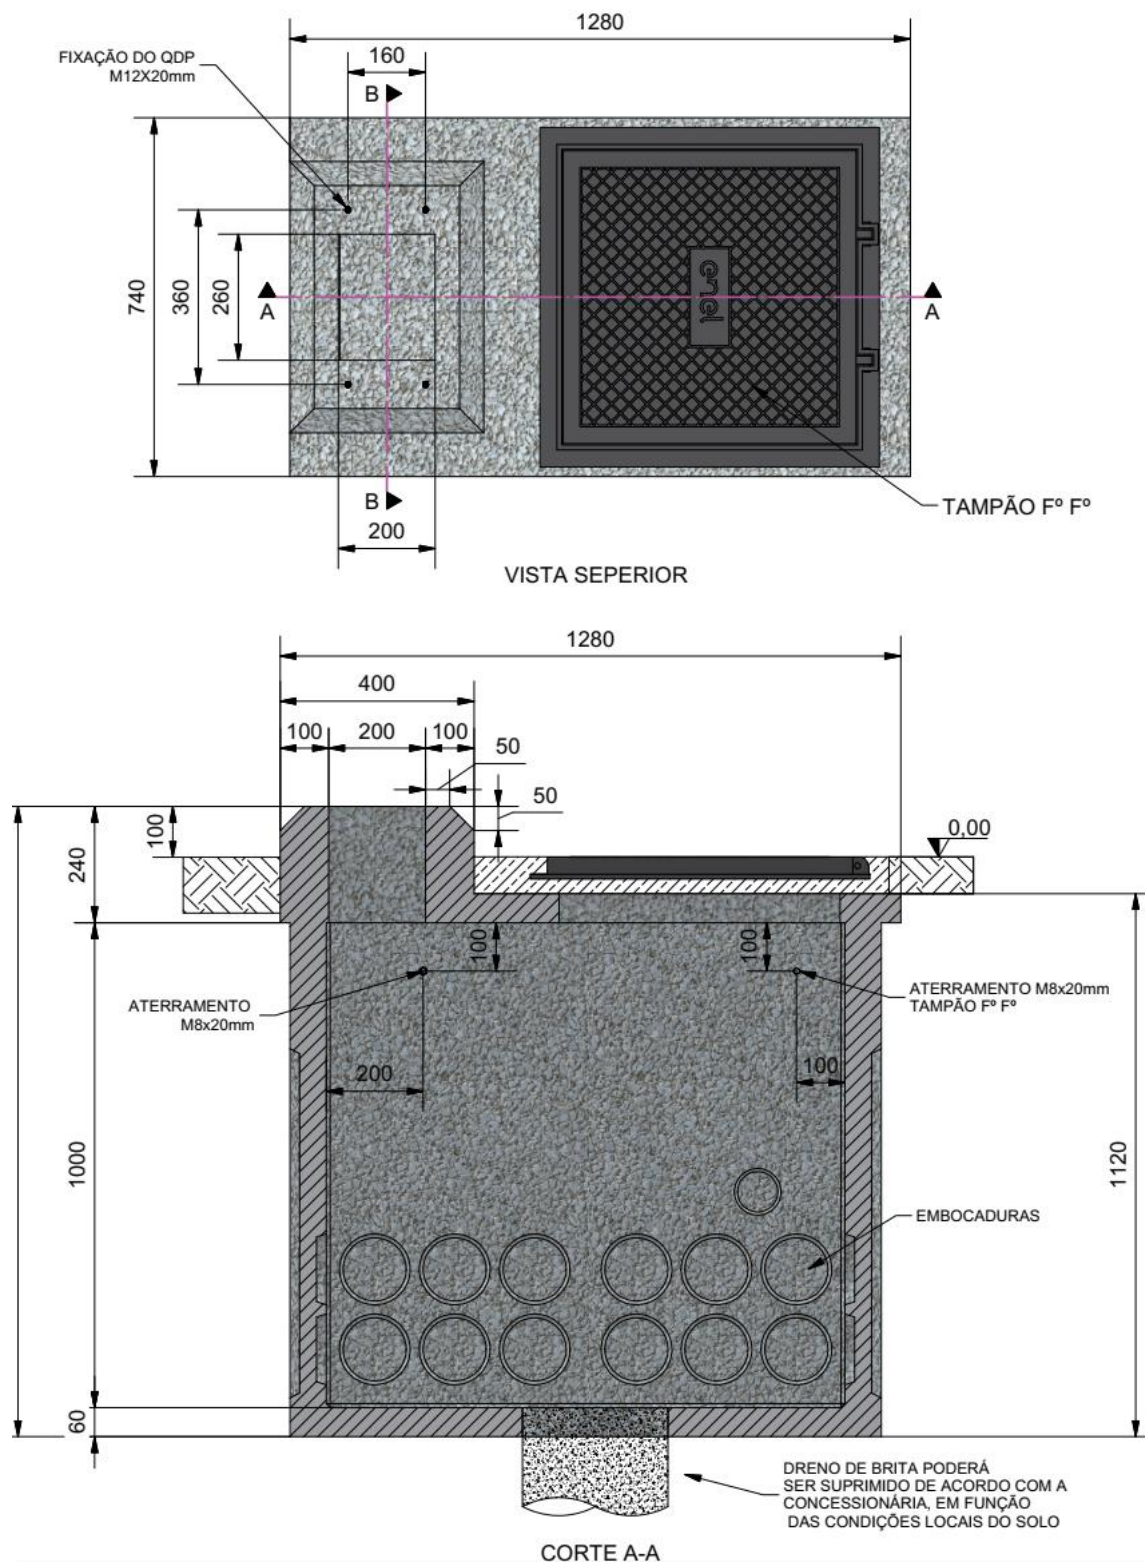 1280
FIXAÇÃO DO QDP
M12X20mm
160
B
740
360
260
A
enel
A
B
200
TAMPÃO Fº Fº
VISTA SEPERIOR
1280
400
100
200
100
50
50
100
240
0,00
100
100
ATERRAMENTO
M8x20mm
ATERRAMENTO M8x20mm
TAMPÃO Fº Fº
200
100
1000
1120
EMBOCADURAS
60
DRENO DE BRITA PODERÁ
SER SUPRIMIDO DE ACORDO COM A
CONCESSIONÁRIA, EM FUNÇÃO
DAS CONDIÇÕES LOCAIS DO SOLO
CORTE A-A